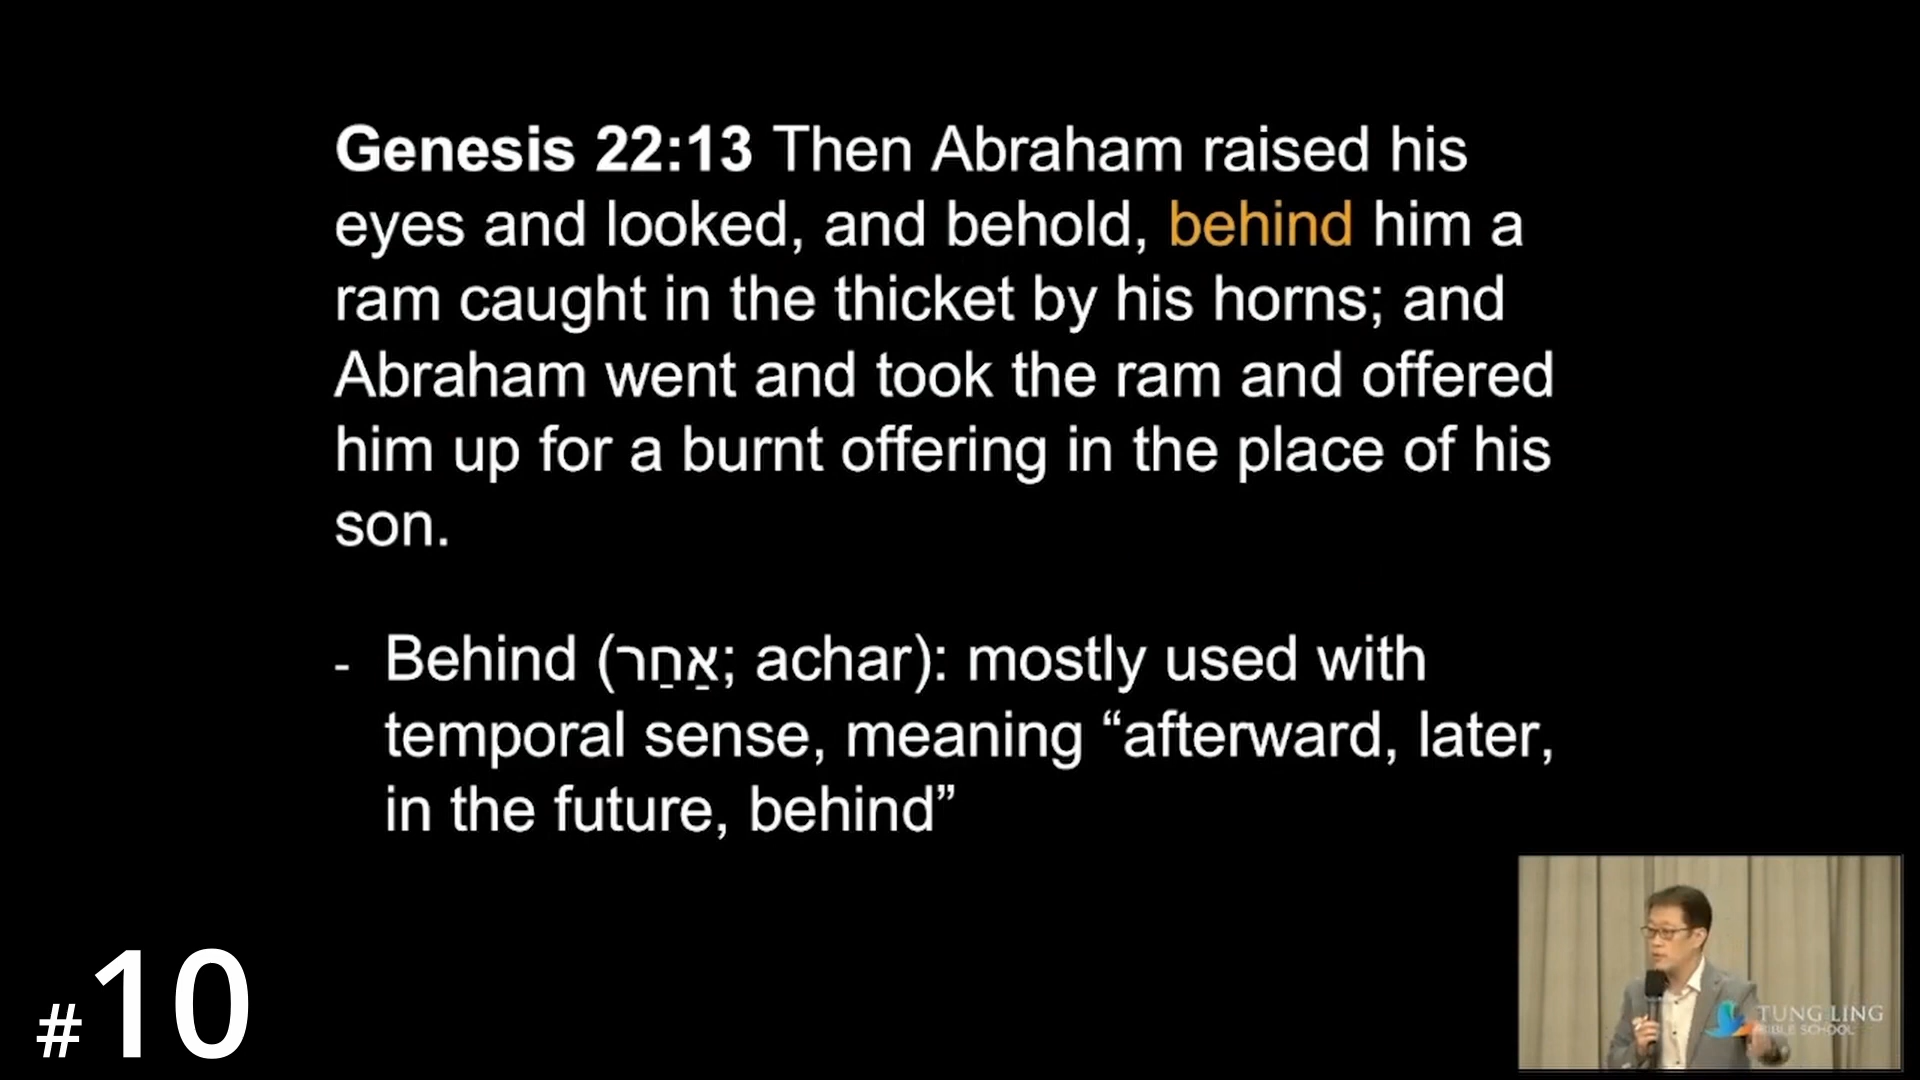 Genesis 22:13 Then Abraham raised his
eyes and looked, and behold, behind him a
ram caught in the thicket by his horns; and
Abraham went and took the ram and offered
him up for a burnt offering in the place of his
son.
- Behind (אַחַר; achar): mostly used with
temporal sense, meaning “afterward, later,
in the future, behind”
#10
TUNG LING
BIBLE SCHOOL